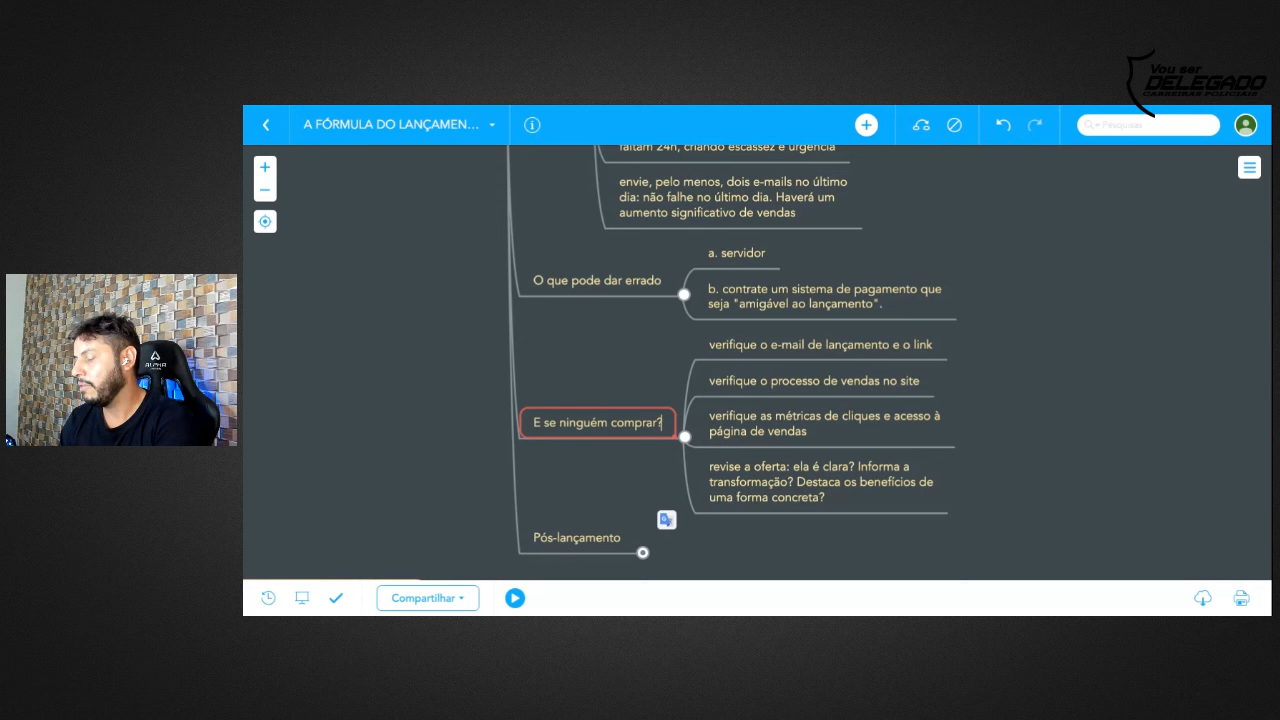 Vou ser
DELEGADO
CARREIRAS POLICIAIS
A FÓRMULA DO LANÇAMEN...
Pesquisar
faltam 24h, criando escassez e urgência
envie, pelo menos, dois e-mails no último
dia: não falhe no último dia. Haverá um
aumento significativo de vendas
O que pode dar errado
a. servidor
b. contrate um sistema de pagamento que
seja "amigável ao lançamento".
E se ninguém comprar?
verifique o e-mail de lançamento e o link
verifique o processo de vendas no site
verifique as métricas de cliques e acesso à
página de vendas
revise a oferta: ela é clara? Informa a
transformação? Destaca os benefícios de
uma forma concreta?
Pós-lançamento
Compartilhar
ALPHA